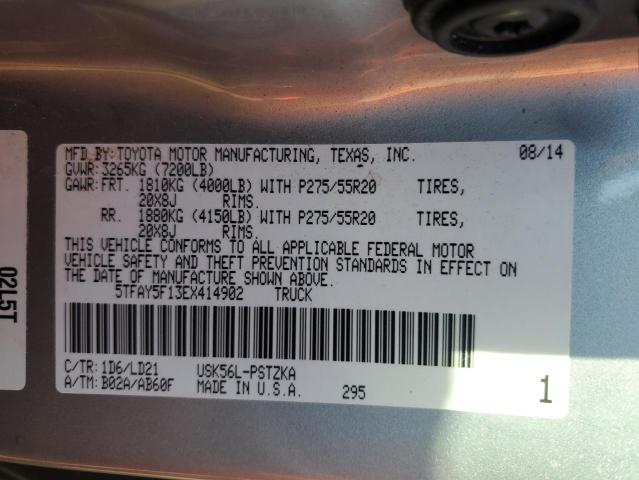 MFD BY: TOYOTA MOTOR MANUFACTURING, TEXAS, INC. 08/14
GVWR: 3265KG (7200LB)
GAWR: FRT. 1810KG (4000LB) WITH P275/55R20 TIRES,
20X8J RIMS.
RR. 1880KG (4150LB) WITH P275/55R20 TIRES,
20X8J RIMS.
THIS VEHICLE CONFORMS TO ALL APPLICABLE FEDERAL MOTOR
VEHICLE SAFETY AND THEFT PREVENTION STANDARDS IN EFFECT ON
THE DATE OF MANUFACTURE SHOWN ABOVE.
5TFAY5F13EX414902 TRUCK
C/TR: 1D6/LD21 USK56L-PSTZKA
A/TM: B02A/AB60F MADE IN U.S.A. 295 1
02L5T